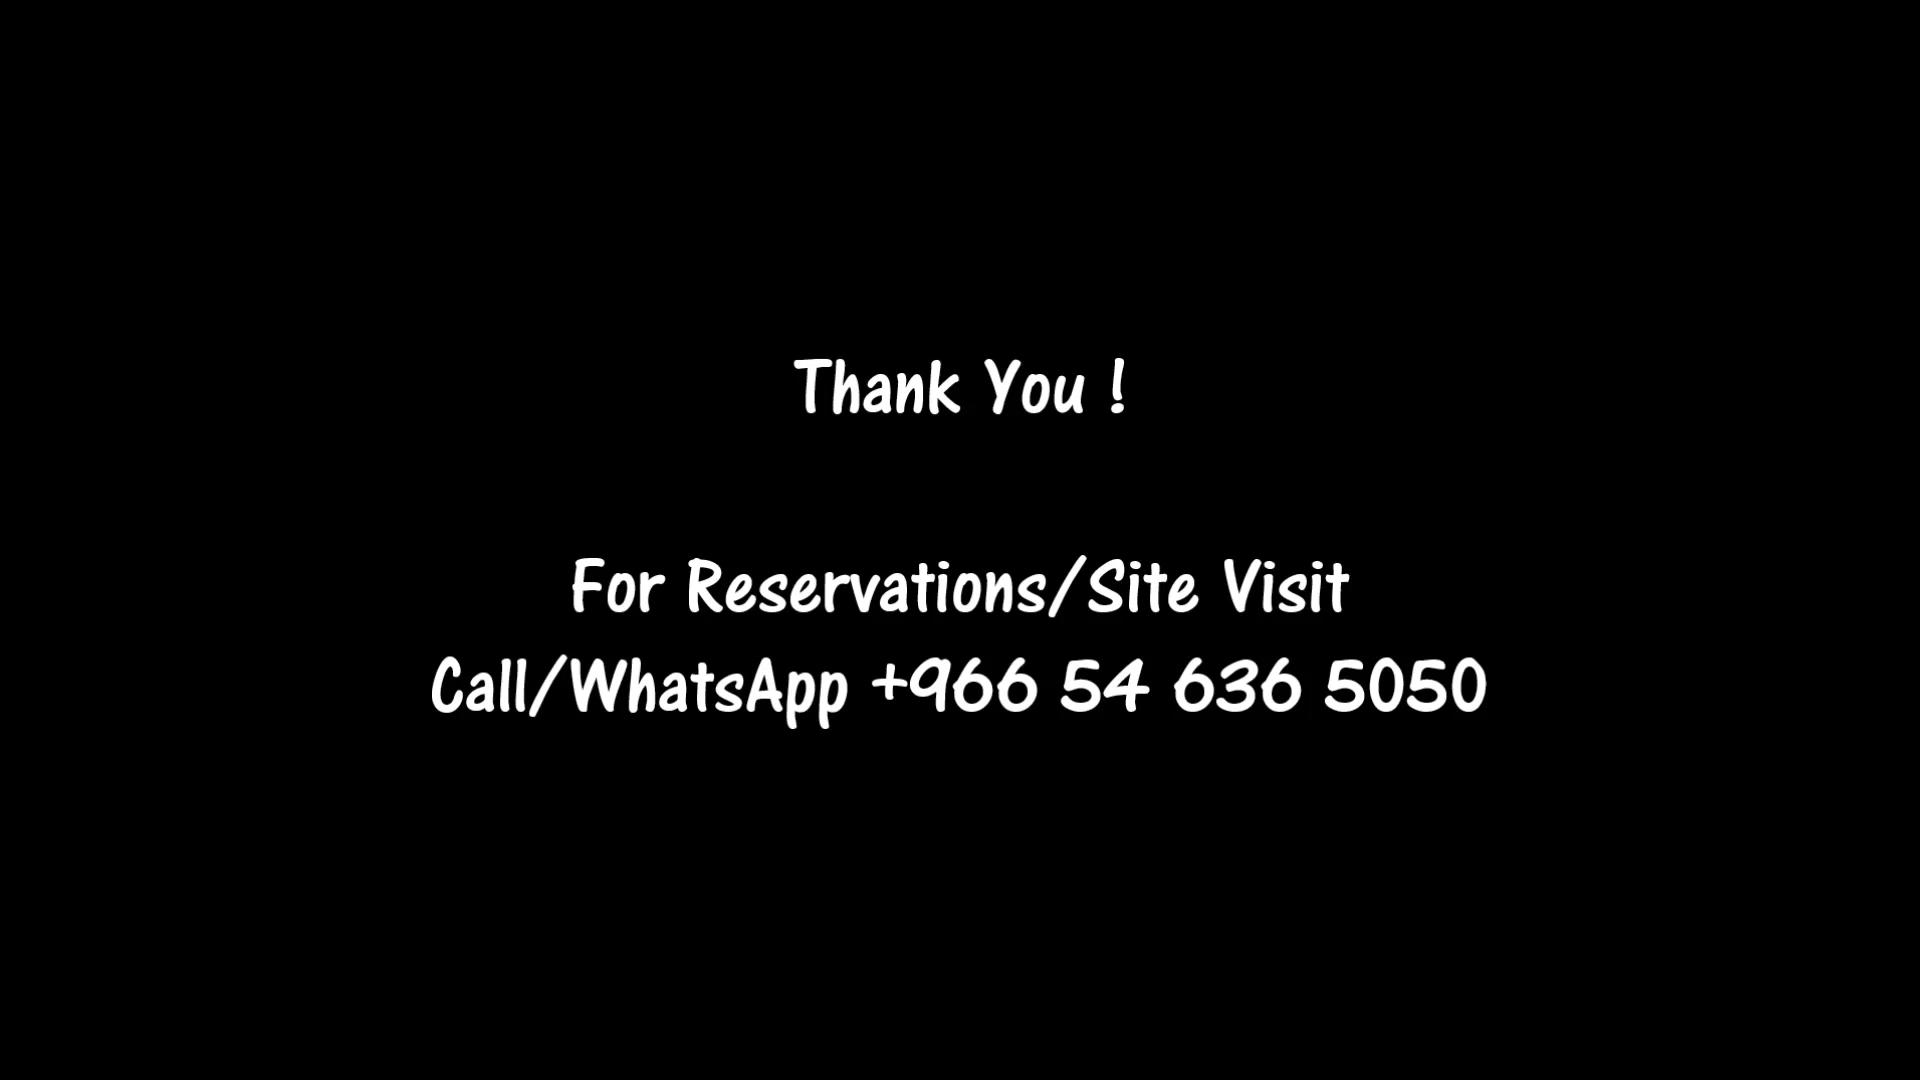 Thank You !
For Reservations/Site Visit
Call/WhatsApp +966 54 636 5050